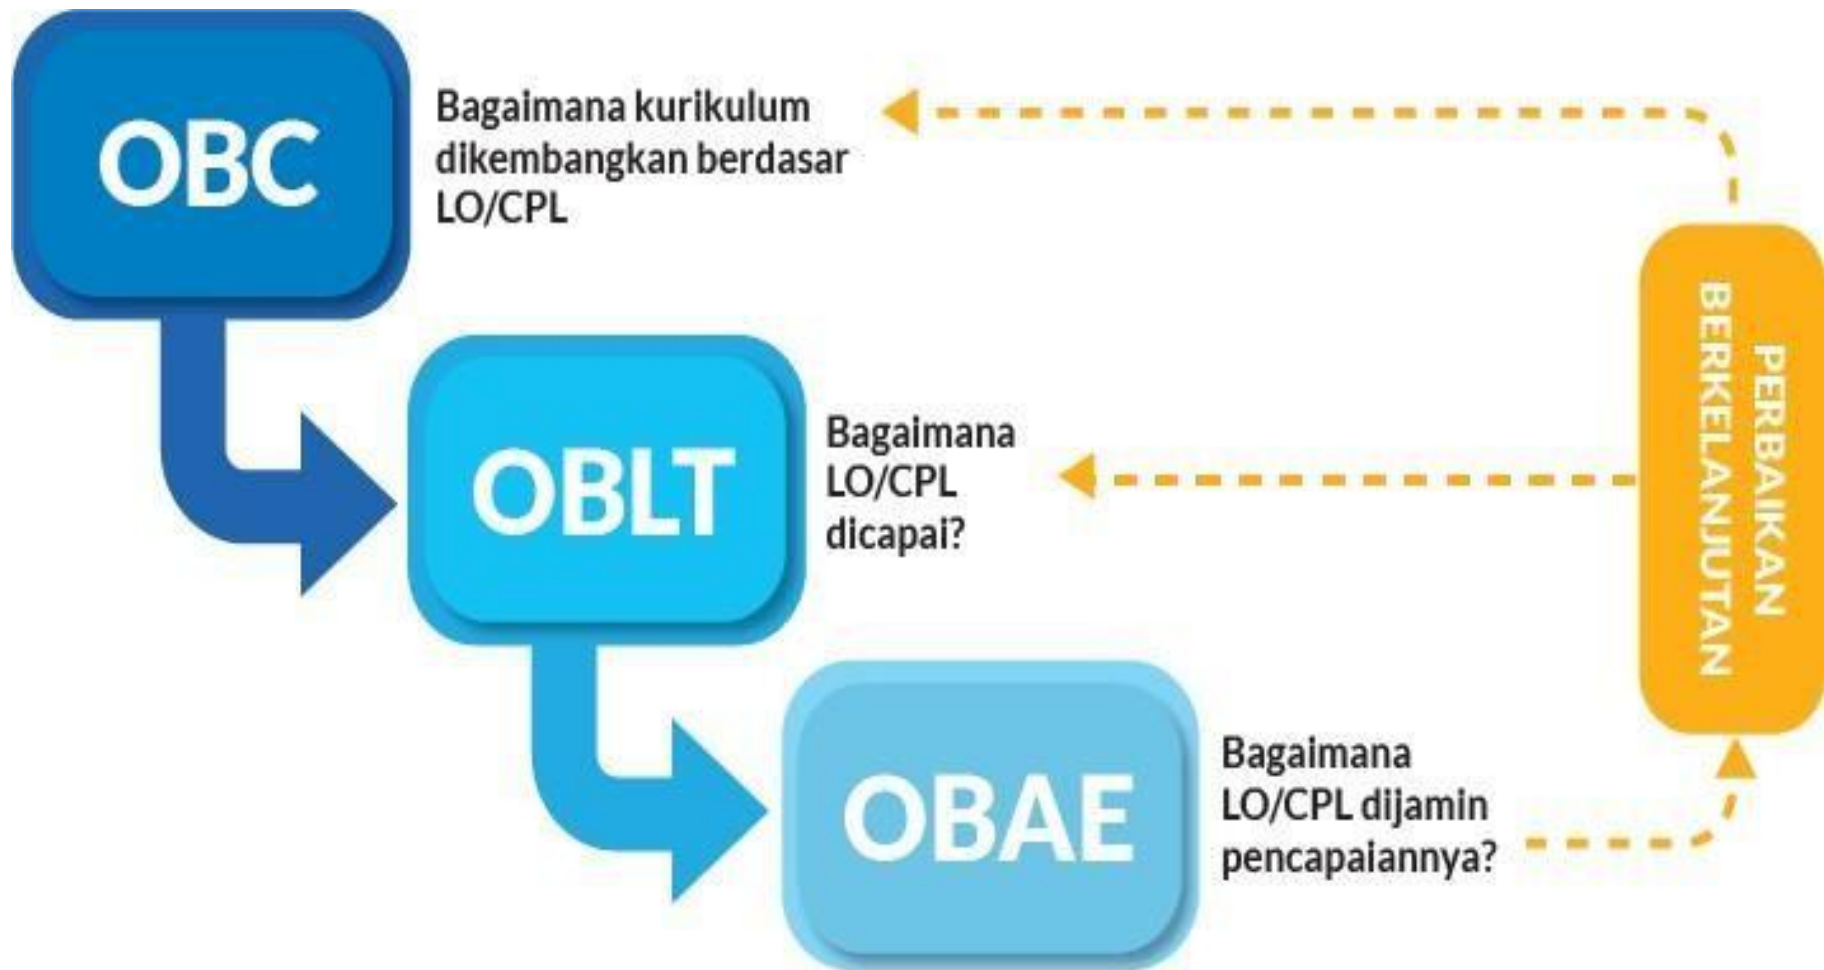 OBC
Bagaimana kurikulum
dikembangkan berdasar
LO/CPL
OBLT
Bagaimana
LO/CPL
dicapai?
OBAE
Bagaimana
LO/CPL dijamin
pencapaiannya?
PERBAIKAN
BERKELANJUTAN